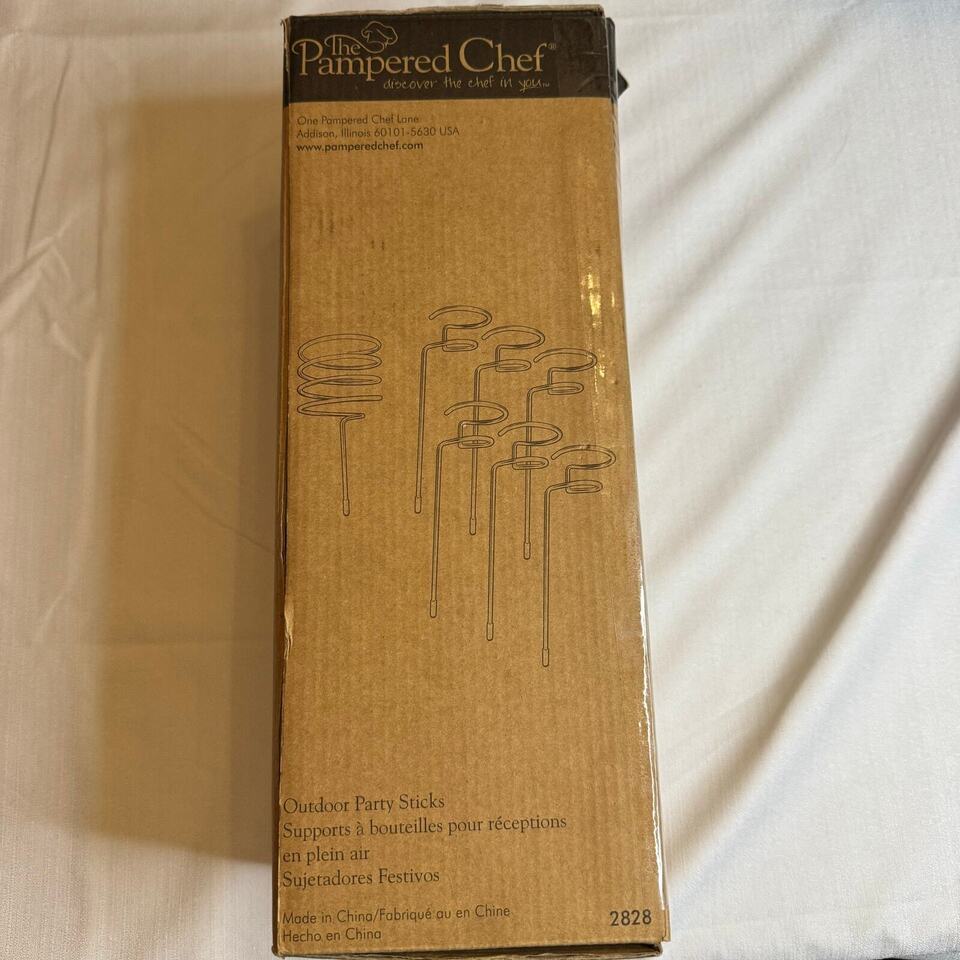 The
Pampered Chef®
discover the chef in you™
One Pampered Chef Lane
Addison, Illinois 60101-5630 USA
www.pamperedchef.com
Outdoor Party Sticks
Supports à bouteilles pour réceptions
en plein air
Sujetadores Festivos
Made in China/Fabriqué au en Chine
Hecho en China
2828